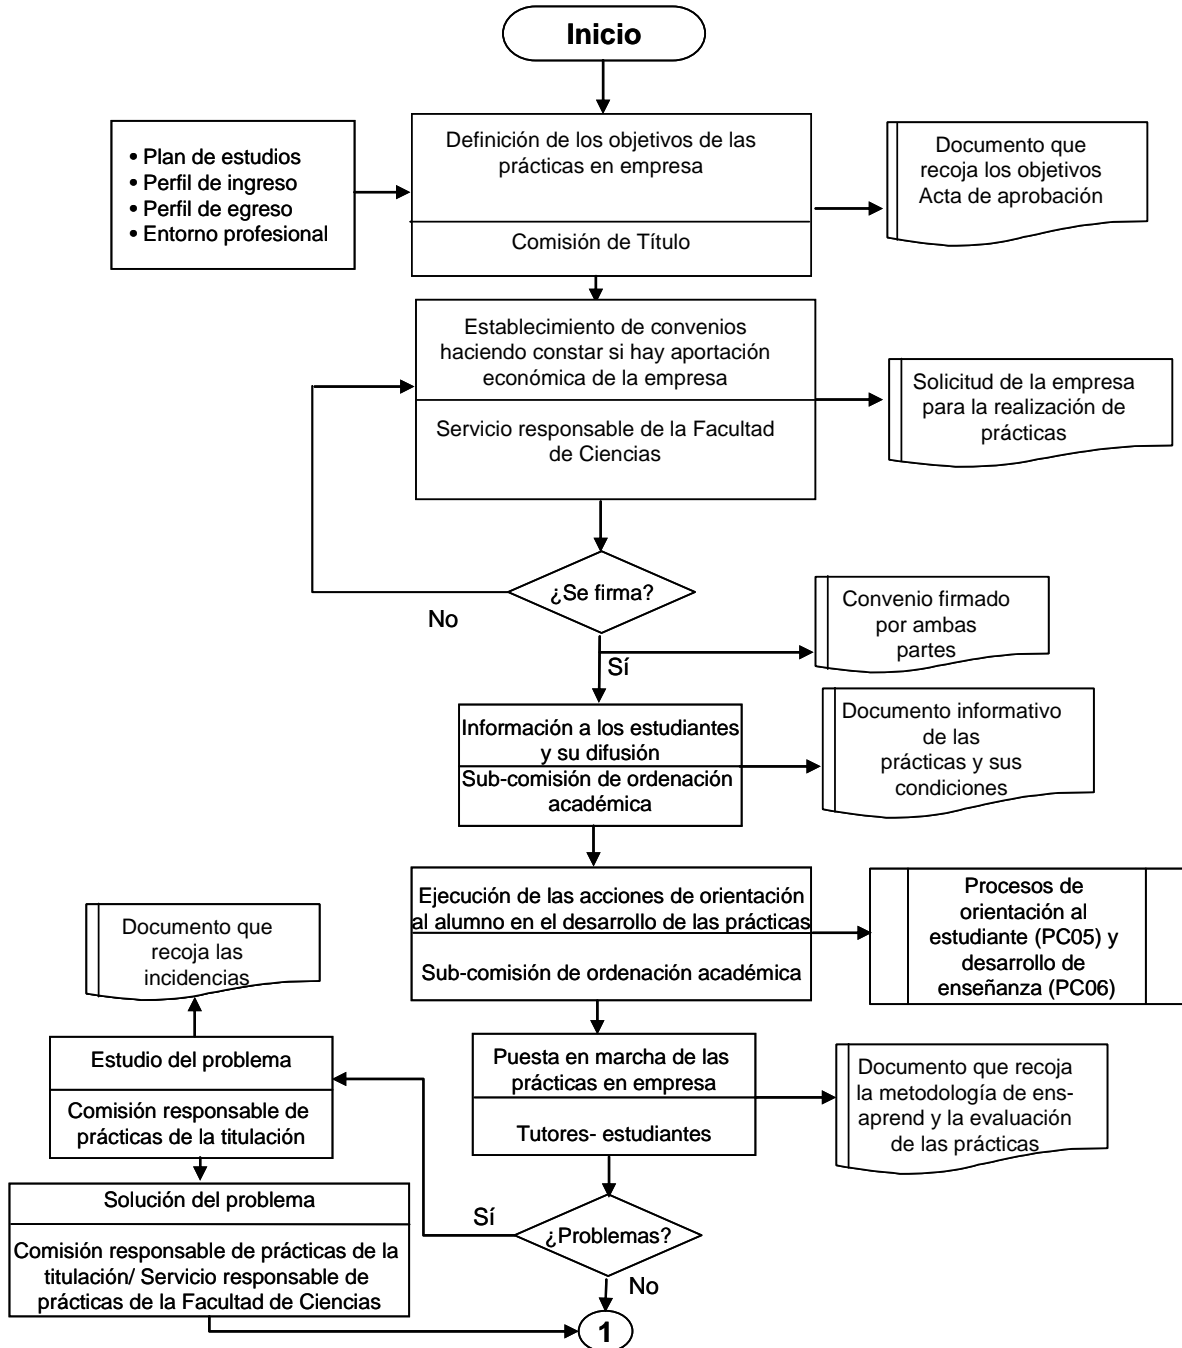 Inicio
• Plan de estudios
• Perfil de ingreso
• Perfil de egreso
• Entorno profesional
Definición de los objetivos de las
prácticas en empresa
Comisión de Título
Documento que
recoja los objetivos
Acta de aprobación
Establecimiento de convenios
haciendo constar si hay aportación
económica de la empresa
Servicio responsable de la Facultad
de Ciencias
Solicitud de la empresa
para la realización de
prácticas
¿Se firma?
No
Sí
Convenio firmado
por ambas
partes
Información a los estudiantes
y su difusión
Sub-comisión de ordenación
académica
Documento informativo
de las
prácticas y sus
condiciones
Ejecución de las acciones de orientación
al alumno en el desarrollo de las prácticas
Sub-comisión de ordenación académica
Procesos de
orientación al
estudiante (PC05) y
desarrollo de
enseñanza (PC06)
Documento que
recoja las
incidencias
Estudio del problema
Comisión responsable de
prácticas de la titulación
Puesta en marcha de las
prácticas en empresa
Tutores- estudiantes
Documento que recoja
la metodología de ens-
aprend y la evaluación
de las prácticas
Solución del problema
Comisión responsable de prácticas de la
titulación/ Servicio responsable de
prácticas de la Facultad de Ciencias
Sí
¿Problemas?
No
1